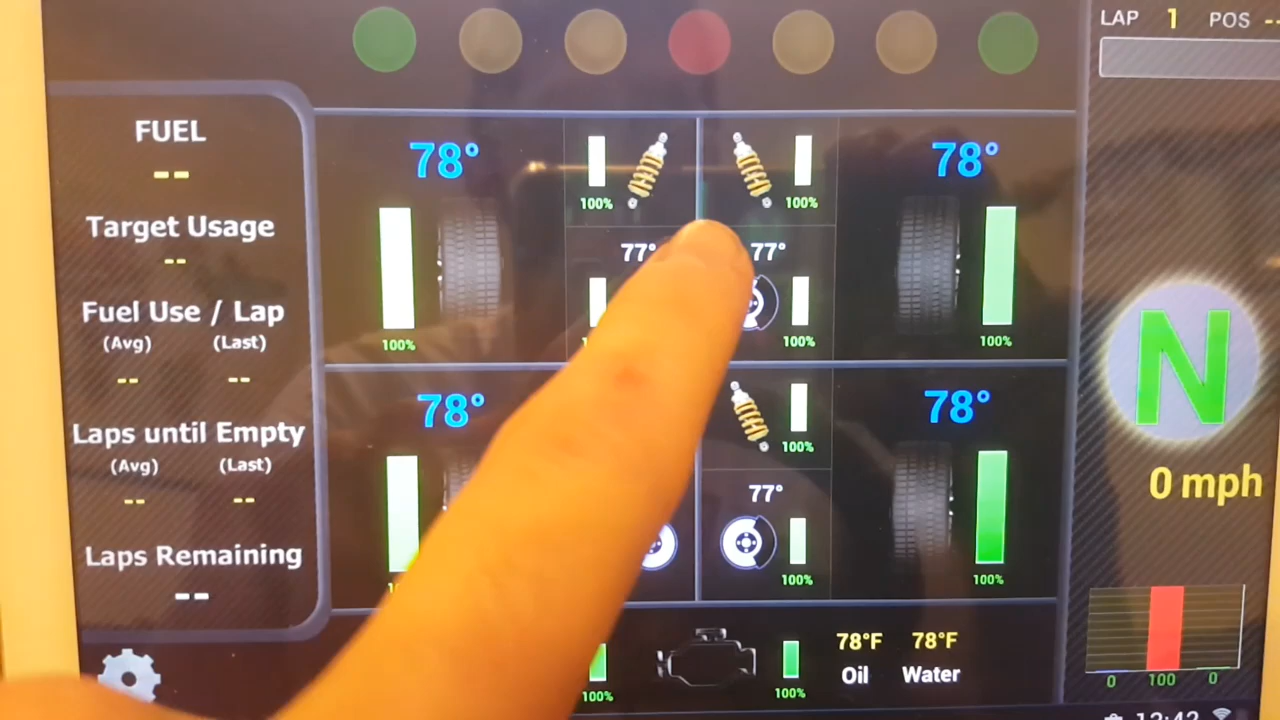 LAP 1 POS --
FUEL
--
Target Usage
--
Fuel Use / Lap
(Avg) (Last)
-- --
Laps until Empty
(Avg) (Last)
-- --
Laps Remaining
--
78° 100% 100% 78°
77° 77°
100% 100% 100%
78° 100% 78°
77°
100% 100%
100% 100%
78°F 78°F
Oil Water
N
0 mph
0 100 0
12:42